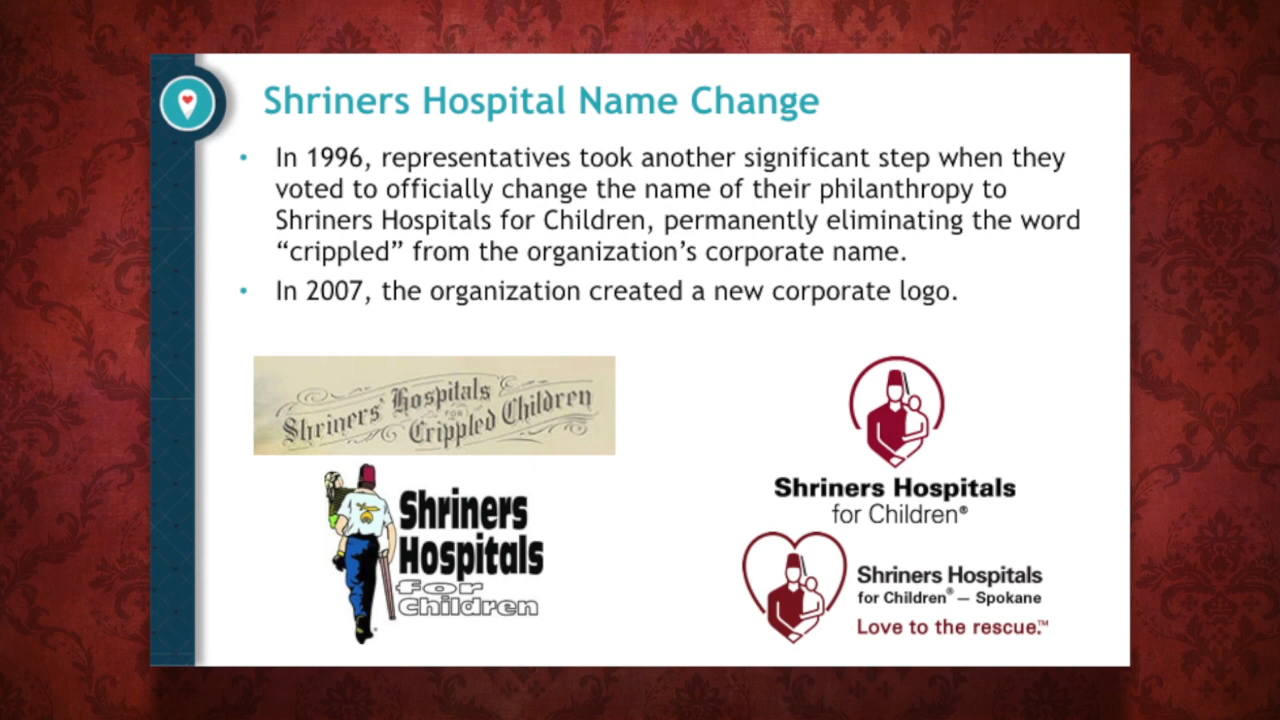 Shriners Hospital Name Change
• In 1996, representatives took another significant step when they
voted to officially change the name of their philanthropy to
Shriners Hospitals for Children, permanently eliminating the word
“crippled” from the organization’s corporate name.
• In 2007, the organization created a new corporate logo.
Shriners' Hospitals
FOR
Crippled Children
Shriners
Hospitals
for
Children
Shriners Hospitals
for Children®
Shriners Hospitals
for Children® — Spokane
Love to the rescue.™